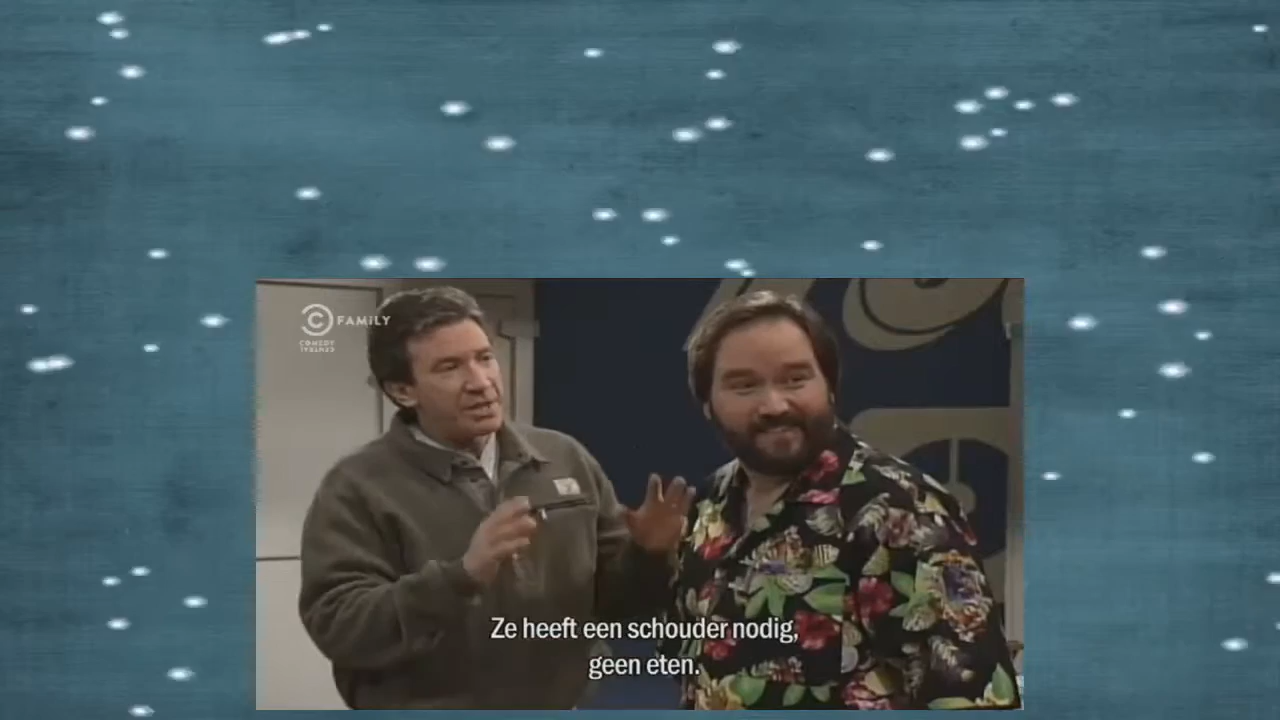 FAMILY
COMEDY
CENTRAL
Ze heeft een schouder nodig,
geen eten.